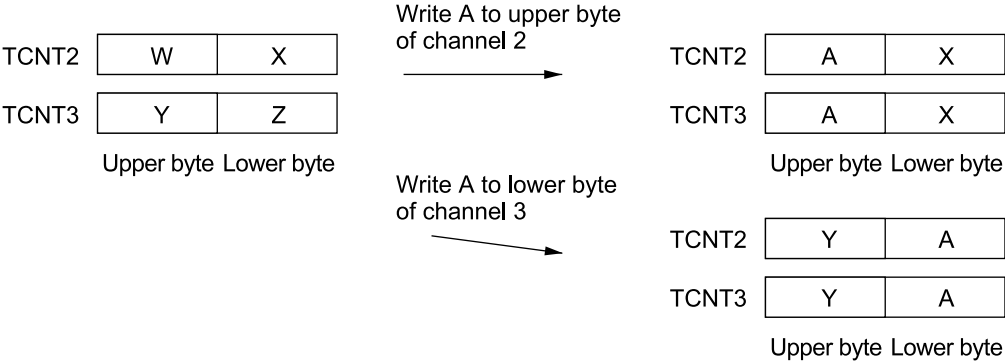 Write A to upper byte
of channel 2
TCNT2 W X
TCNT3 Y Z
Upper byte Lower byte
TCNT2 A X
TCNT3 A X
Upper byte Lower byte
Write A to lower byte
of channel 3
TCNT2 Y A
TCNT3 Y A
Upper byte Lower byte